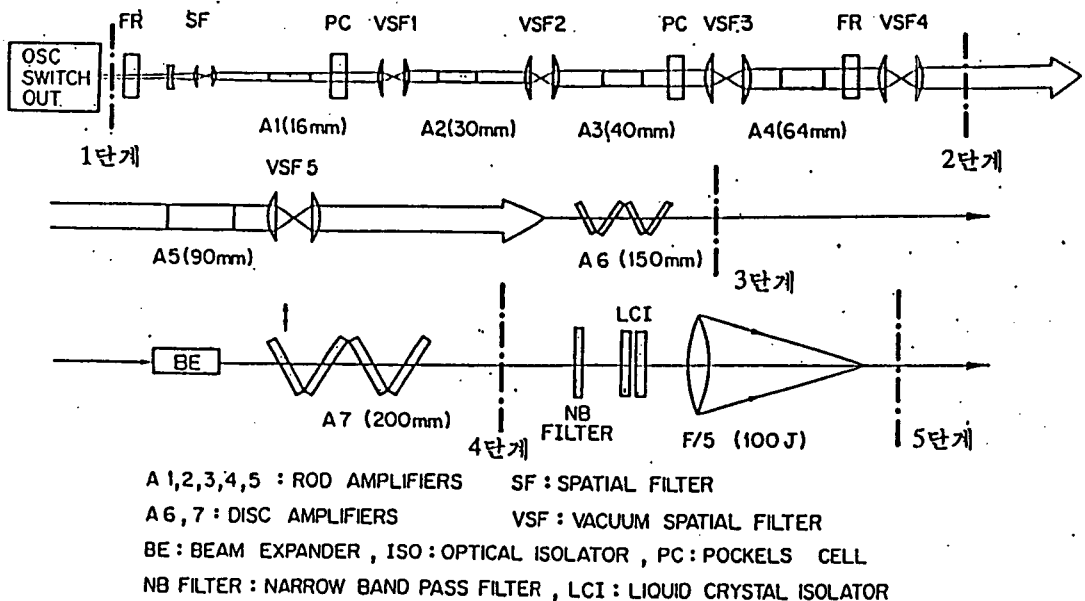 FR SF PC VSF1 VSF2 PC VSF3 FR VSF4
OSC
SWITCH
OUT.
A1(16mm) A2(30mm) A3(40mm) A4(64mm)
1단계 2단계
VSF5
A5(90mm) A6 (150mm)
3단계
LCI
BE
A7 (200mm) NB
FILTER F/5 (100J)
4단계 5단계
A 1,2,3,4,5 : ROD AMPLIFIERS SF : SPATIAL FILTER
A 6, 7 : DISC AMPLIFIERS VSF : VACUUM SPATIAL FILTER
BE : BEAM EXPANDER , ISO : OPTICAL ISOLATOR , PC : POCKELS CELL
NB FILTER : NARROW BAND PASS FILTER , LCI : LIQUID CRYSTAL ISOLATOR